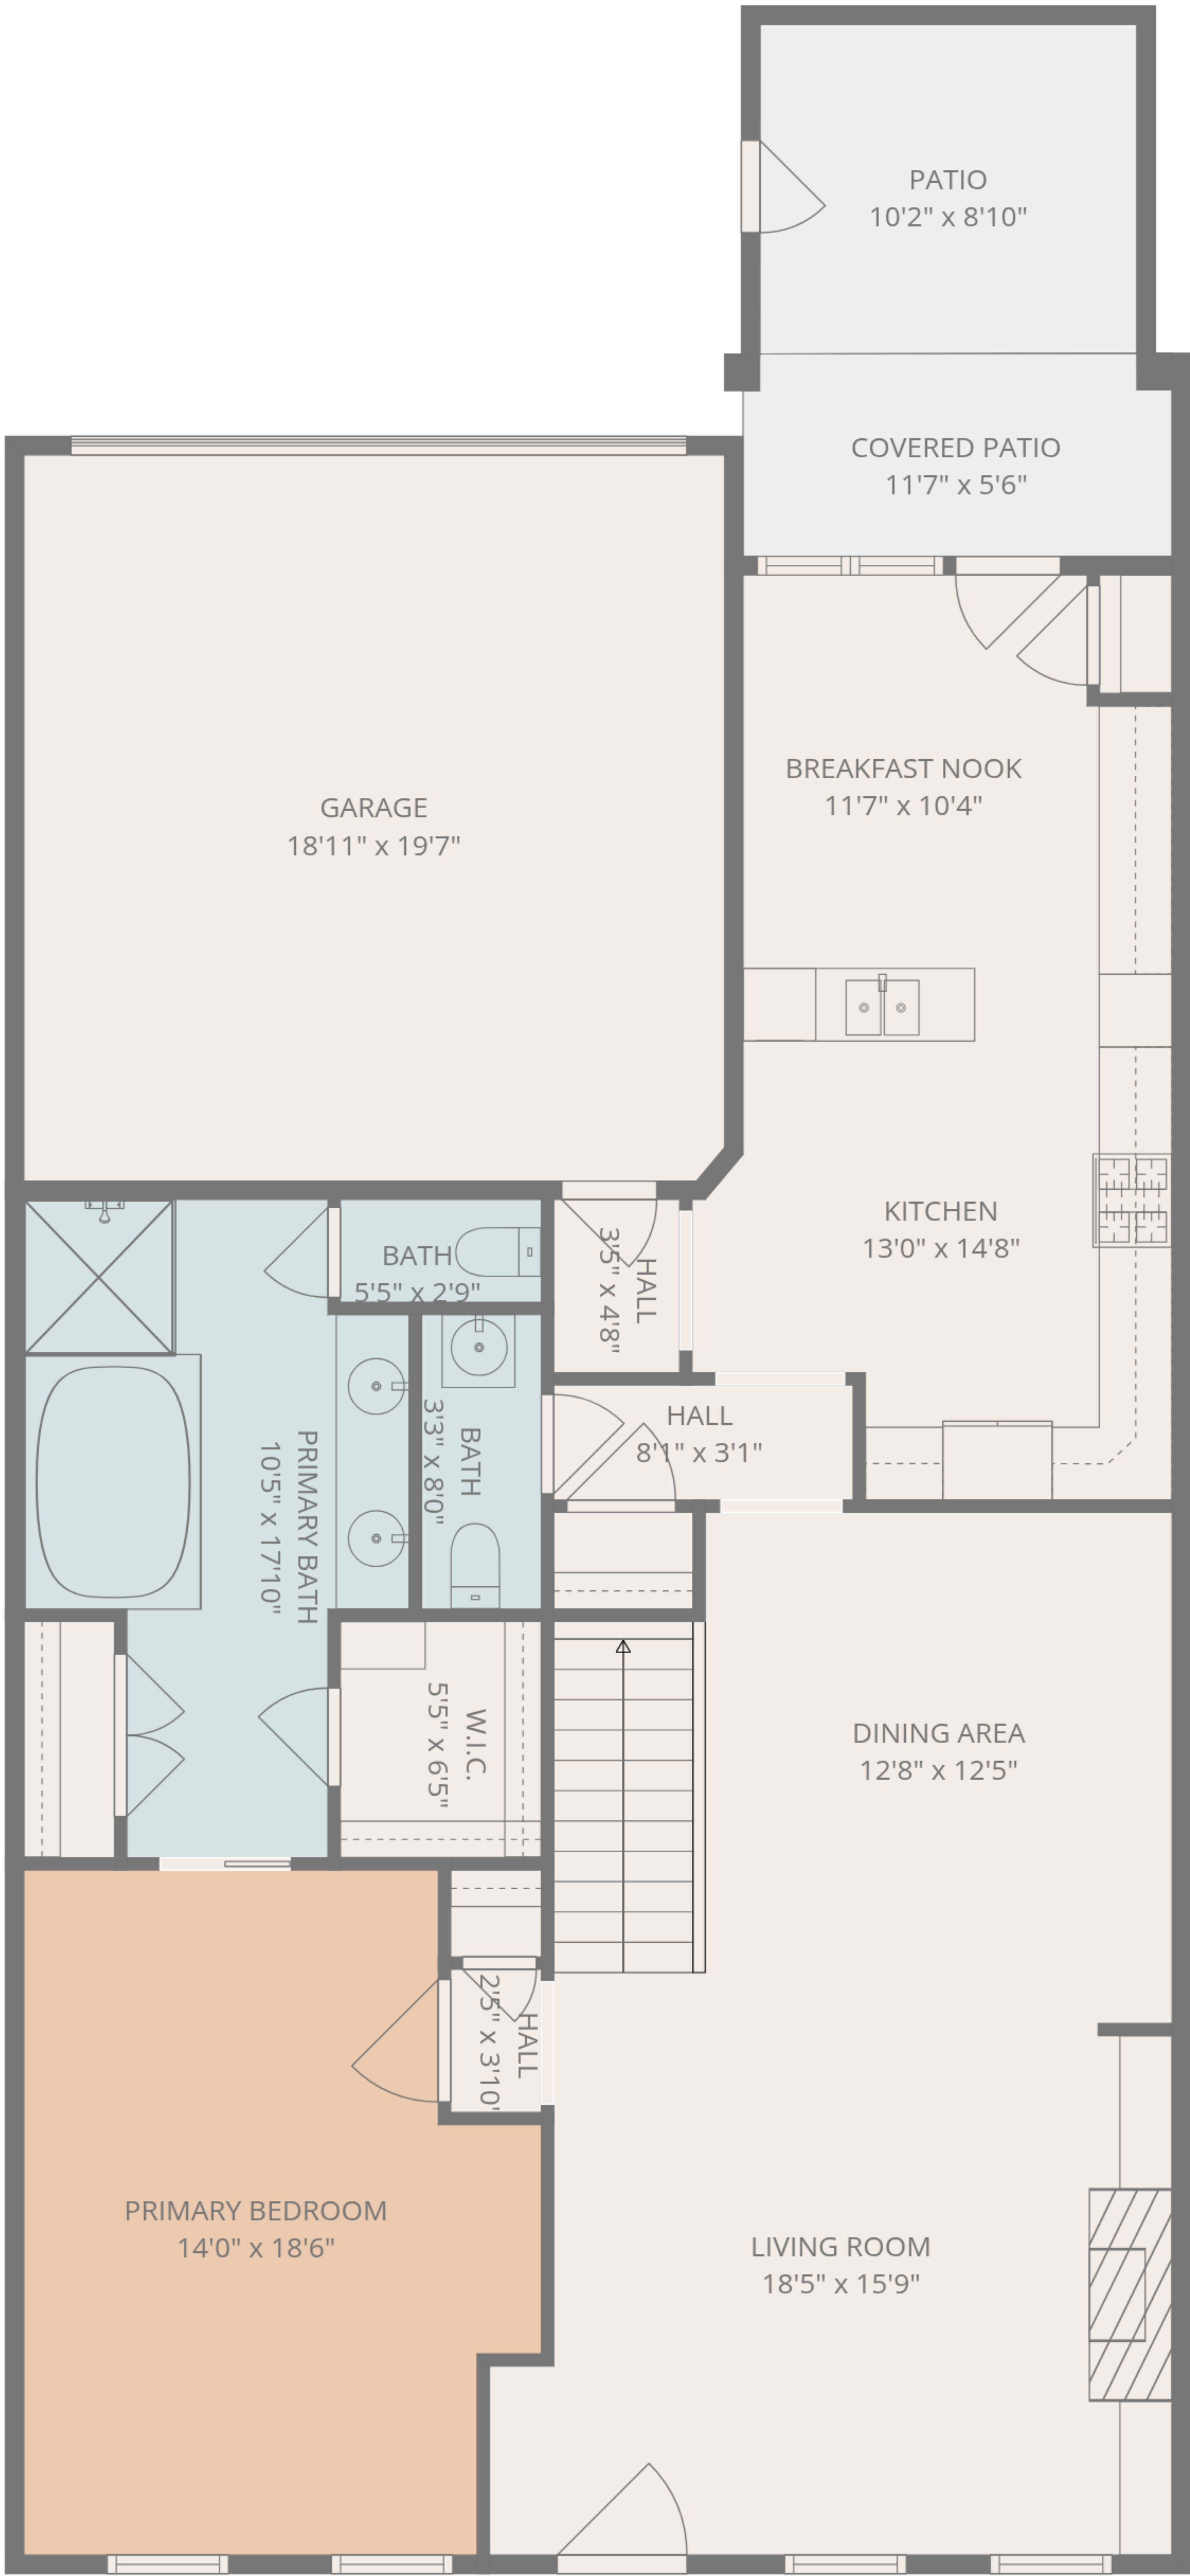 PATIO
10'2" x 8'10"
COVERED PATIO
11'7" x 5'6"
BREAKFAST NOOK
11'7" x 10'4"
GARAGE
18'11" x 19'7"
KITCHEN
13'0" x 14'8"
BATH
5'5" x 2'9"
HALL
3'5" x 4'8"
HALL
8'1" x 3'1"
BATH
3'3" x 8'0"
PRIMARY BATH
10'5" x 17'10"
W.I.C.
5'5" x 6'5"
DINING AREA
12'8" x 12'5"
HALL
2'5" x 3'10"
PRIMARY BEDROOM
14'0" x 18'6"
LIVING ROOM
18'5" x 15'9"